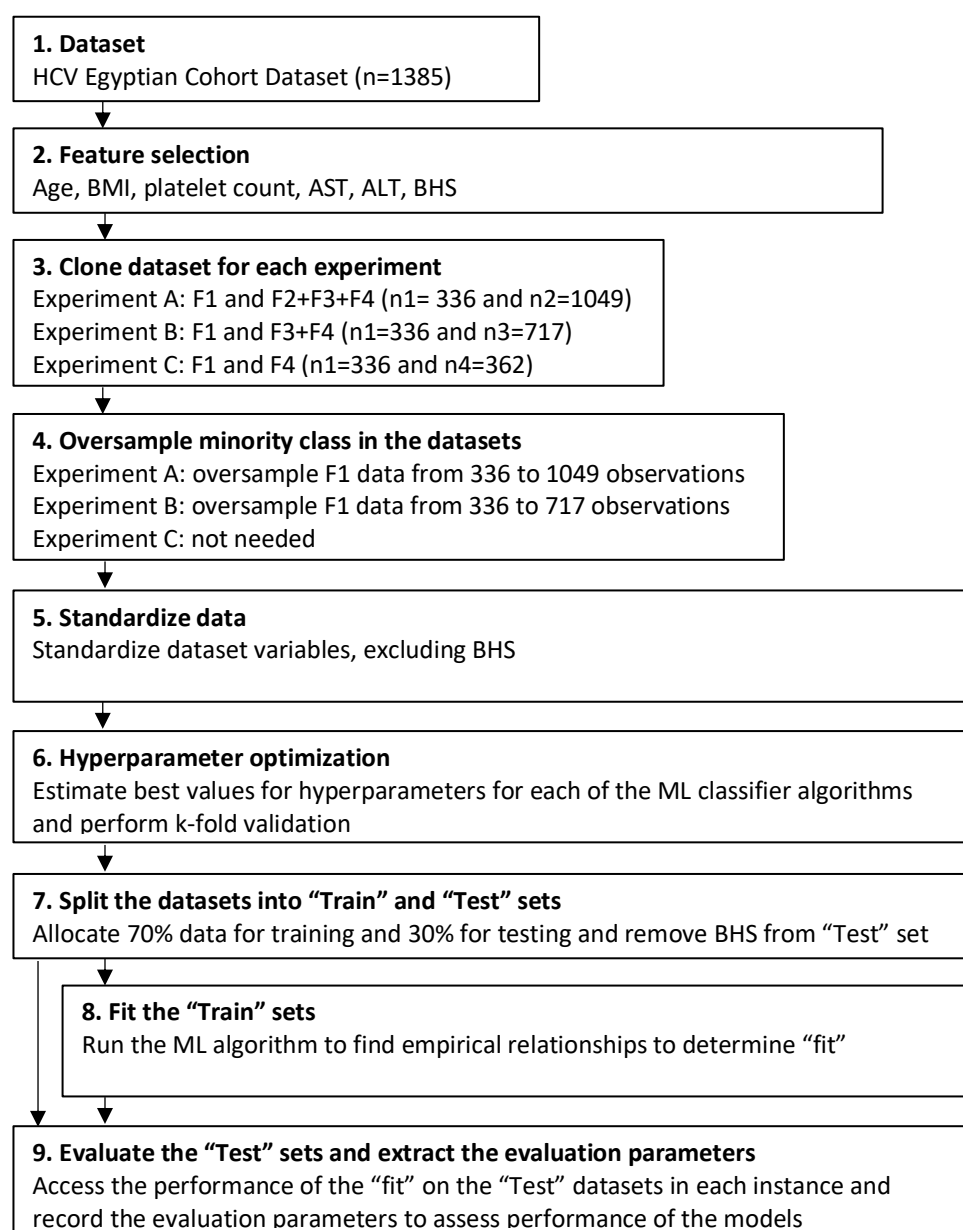 1. Dataset
HCV Egyptian Cohort Dataset (n=1385)
2. Feature selection
Age, BMI, platelet count, AST, ALT, BHS
3. Clone dataset for each experiment
Experiment A: F1 and F2+F3+F4 (n1= 336 and n2=1049)
Experiment B: F1 and F3+F4 (n1=336 and n3=717)
Experiment C: F1 and F4 (n1=336 and n4=362)
4. Oversample minority class in the datasets
Experiment A: oversample F1 data from 336 to 1049 observations
Experiment B: oversample F1 data from 336 to 717 observations
Experiment C: not needed
5. Standardize data
Standardize dataset variables, excluding BHS
6. Hyperparameter optimization
Estimate best values for hyperparameters for each of the ML classifier algorithms
and perform k-fold validation
7. Split the datasets into “Train” and “Test” sets
Allocate 70% data for training and 30% for testing and remove BHS from “Test” set
8. Fit the “Train” sets
Run the ML algorithm to find empirical relationships to determine “fit”
9. Evaluate the “Test” sets and extract the evaluation parameters
Access the performance of the “fit” on the “Test” datasets in each instance and
record the evaluation parameters to assess performance of the models